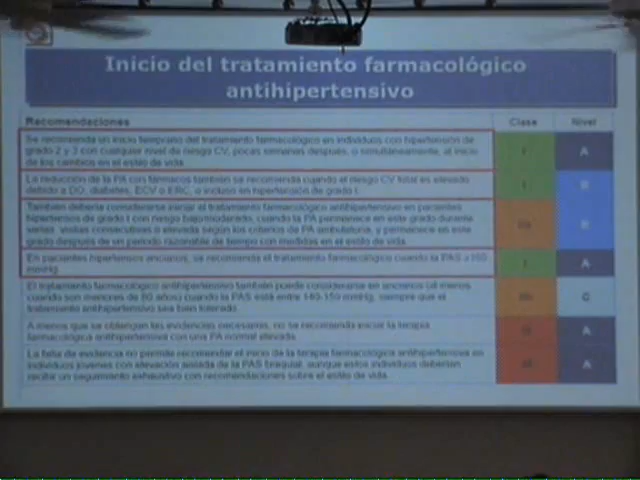 Inicio del tratamiento farmacológico
antihipertensivo
Recomendaciones Clase Nivel
Se recomienda un inicio temprano del tratamiento farmacológico en individuos con hipertensión de
grado 2 y 3 con cualquier nivel de riesgo CV, pocas semanas después, o simultáneamente, al inicio
de los cambios en el estilo de vida
I A
La reducción de la PA con fármacos también se recomienda cuando el riesgo CV total es elevado
debido a DO, diabetes, ECV o ERC, o incluso en hipertensión de grado I
I B
También debería considerarse iniciar el tratamiento farmacológico antihipertensivo en pacientes
hipertensos de grado I con riesgo bajo/moderado, cuando la PA permanece en este grado durante
varias visitas consecutivas o elevada según los criterios de PA ambulatoria, y permanece en este
grado después de un periodo razonable de tiempo con medidas en el estilo de vida.
B
En pacientes hipertensos ancianos, se recomienda el tratamiento farmacológico cuando la PAS
mmHg
I A
El tratamiento farmacológico antihipertensivo también puede considerarse en ancianos (al menos
cuando son menores de 80 años) cuando la PAS está entre 140-159 mmHg, siempre que el
tratamiento antihipertensivo sea bien tolerado
IIb C
A menos que se obtengan las evidencias necesarias, no se recomienda iniciar la terapia
farmacológica antihipertensiva con una PA normal elevada
A
La falta de evidencia no permite recomendar el inicio de la terapia farmacológica antihipertensiva en
individuos jóvenes con elevación aislada de la PAS braquial, aunque estos individuos deberían
recibir un seguimiento exhaustivo con recomendaciones sobre el estilo de vida
A